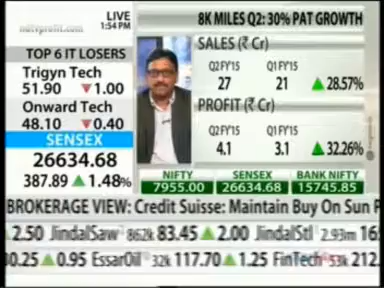 ndtvprofit.com
LIVE
1:54 PM
TOP 6 IT LOSERS
Trigyn Tech
51.90 ▼1.00
Onward Tech
48.10 ▼0.40
SENSEX
26634.68
387.89 ▲ 1.48%
8K MILES Q2: 30% PAT GROWTH
SALES (₹ Cr)
Q2FY15 Q1FY15
27 21 ▲28.57%
PROFIT (₹ Cr)
Q2FY15 Q1FY15
4.1 3.1 ▲32.26%
NIFTY SENSEX BANK NIFTY
7955.00 26634.68 15745.85
BROKERAGE VIEW: Credit Suisse: Maintain Buy On Sun P
2.50 JindalSaw 862k 83.45 ▲ 2.00 JindalStl 2.93m 16
0.25 ▲ 0.95 EssarOil 32k 117.70 ▲ 1.25 FinTech 53k 212